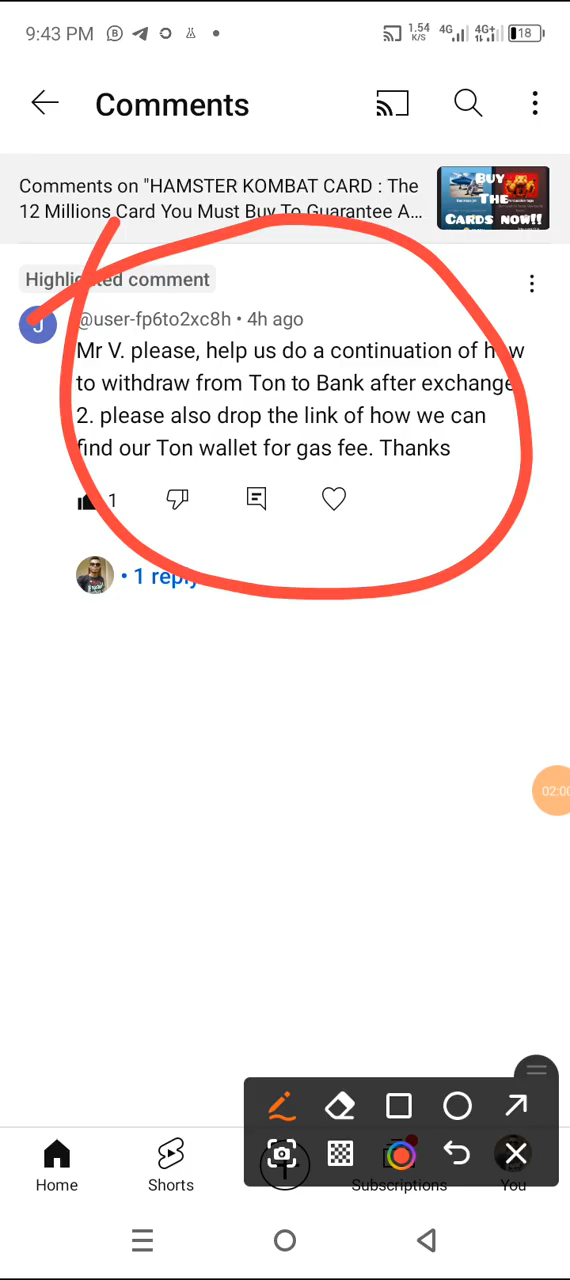 9:43 PM
1.54
K/S
4G
4G+
18
Comments
Comments on "HAMSTER KOMBAT CARD : The
12 Millions Card You Must Buy To Guarantee A...
BUY
THE
CARDS NOW!!
Highlighted comment
J
@user-fp6to2xc8h • 4h ago
Mr V. please, help us do a continuation of how
to withdraw from Ton to Bank after exchange
2. please also drop the link of how we can
find our Ton wallet for gas fee. Thanks
1
• 1 reply
02:00
Home
Shorts
Subscriptions
You